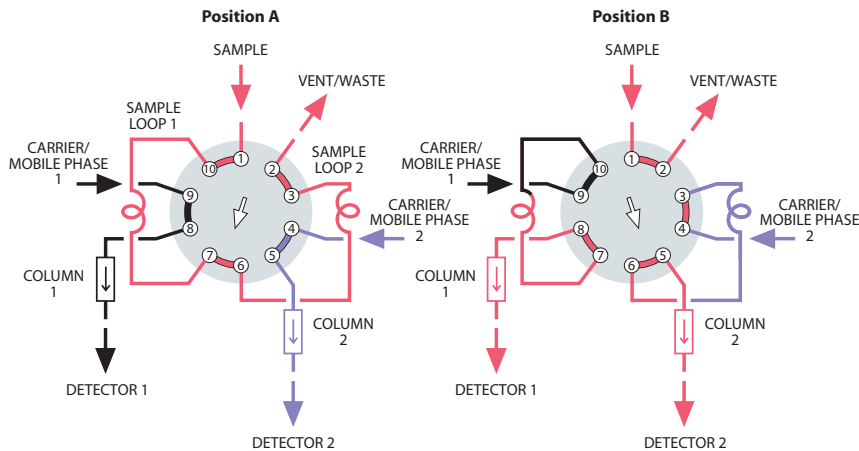 Position A
SAMPLE
VENT/WASTE
SAMPLE
LOOP 1
CARRIER/
MOBILE PHASE
1
SAMPLE
LOOP 2
CARRIER/
MOBILE PHASE
2
1
2
3
4
5
6
7
8
9
10
COLUMN
1
COLUMN
2
DETECTOR 1
DETECTOR 2
Position B
SAMPLE
VENT/WASTE
CARRIER/
MOBILE PHASE
1
CARRIER/
MOBILE PHASE
2
1
2
3
4
5
6
7
8
9
10
COLUMN
1
COLUMN
2
DETECTOR 1
DETECTOR 2